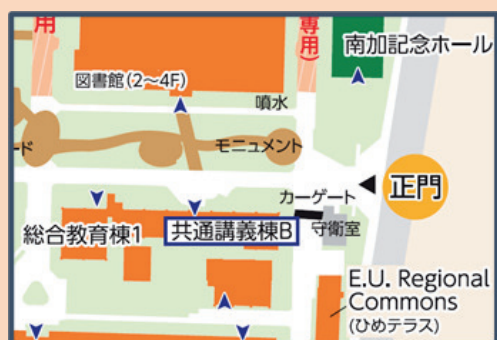 用
専用）
南加記念ホール
図書館(2〜4F)
噴水
ード
モニュメント
正門
カーゲート
守衛室
総合教育棟1
共通講義棟B
E.U. Regional
Commons
(ひめテラス)